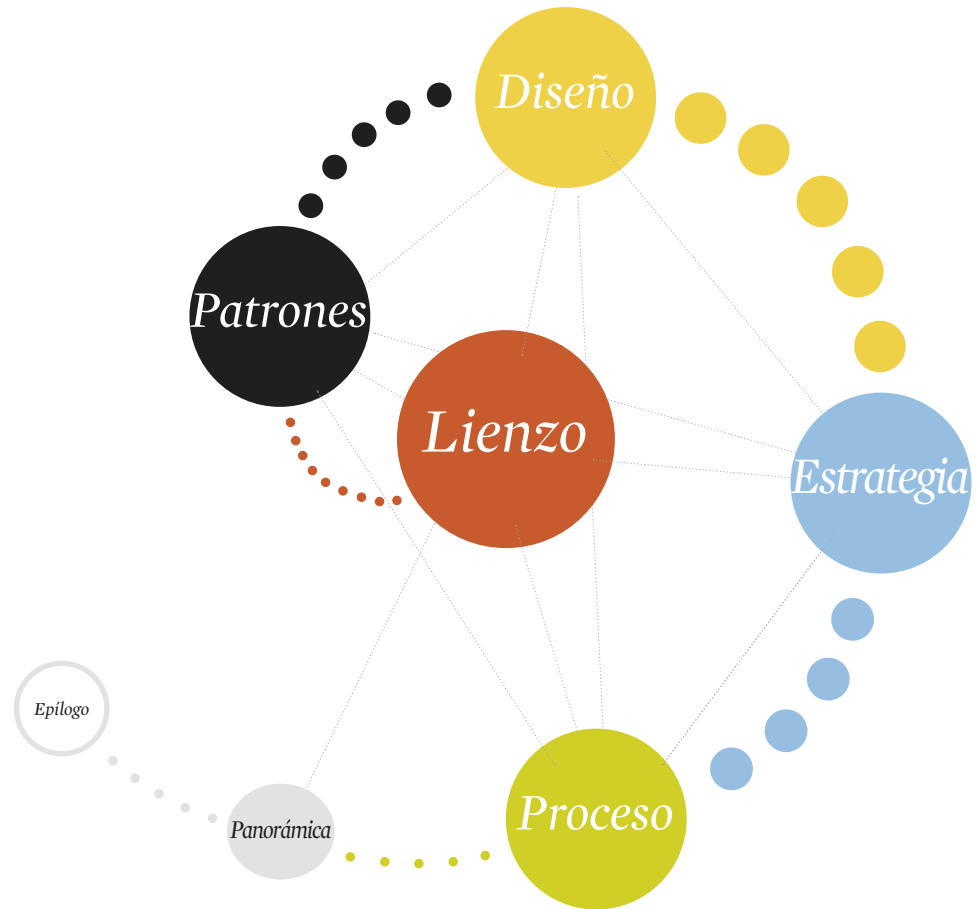 Diseño
Patrones
Lienzo
Estrategia
Epílogo
Proceso
Panorámica